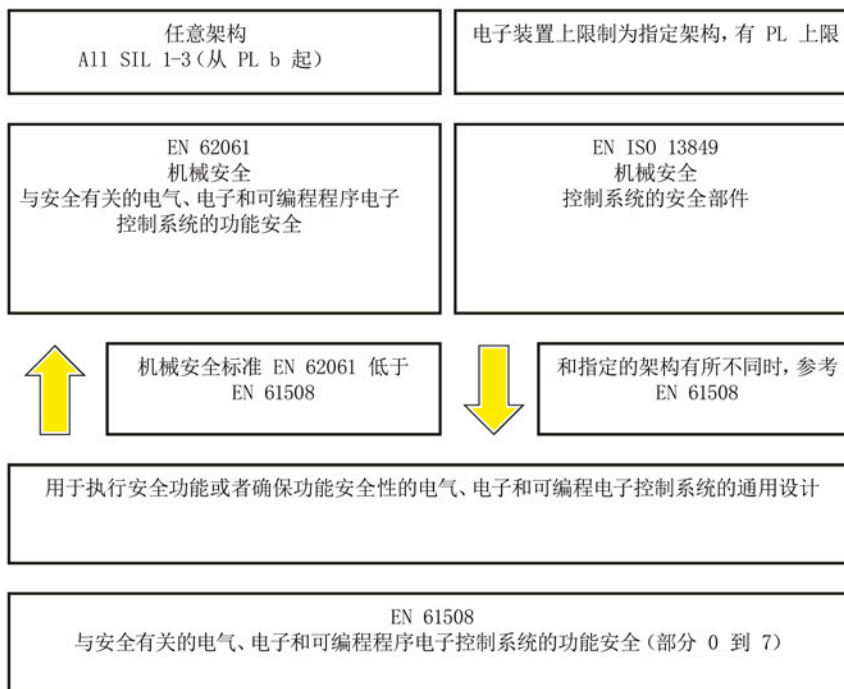 任意架构
All SIL 1-3(从 PL b 起)
电子装置上限制为指定架构,有 PL 上限
EN 62061
机械安全
与安全有关的电气、电子和可编程程序电子
控制系统的功能安全
EN ISO 13849
机械安全
控制系统的安全部件
机械安全标准 EN 62061 低于
EN 61508
和指定的架构有所不同时,参考
EN 61508
用于执行安全功能或者确保功能安全性的电气、电子和可编程电子控制系统的通用设计
EN 61508
与安全有关的电气、电子和可编程程序电子控制系统的功能安全(部分 0 到 7)